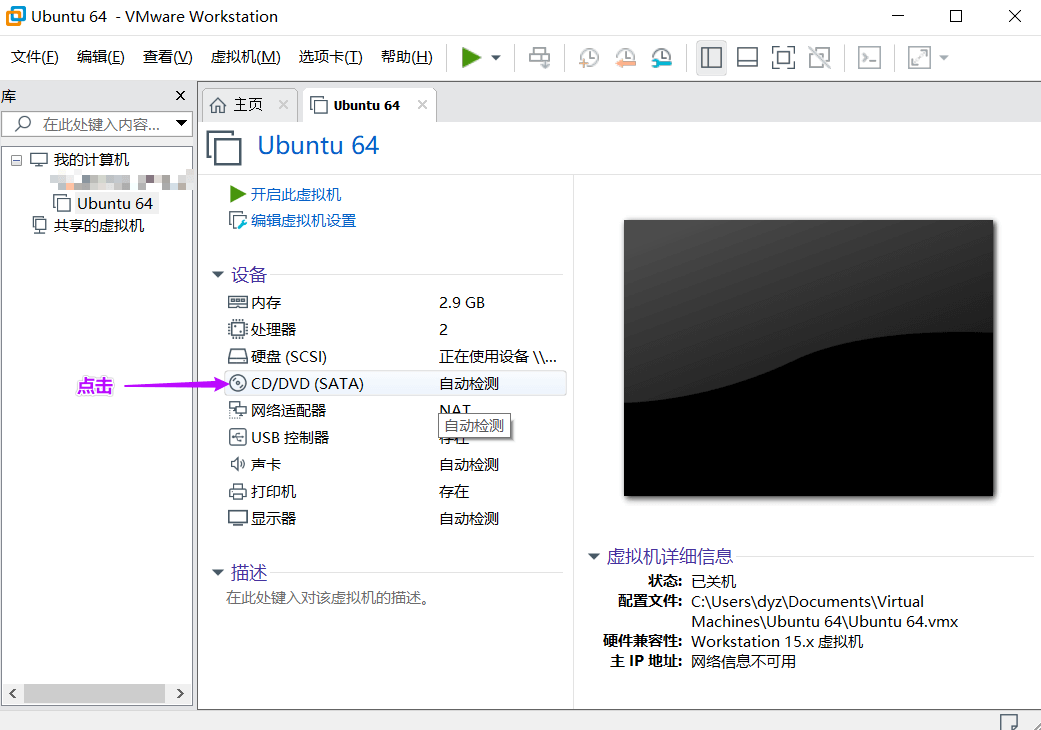 Ubuntu 64  - VMware Workstation
文件(F) 编辑(E) 查看(V) 虚拟机(M) 选项卡(T) 帮助(H)
库
在此处键入内容...
我的计算机
Ubuntu 64
共享的虚拟机
主页
Ubuntu 64
Ubuntu 64
开启此虚拟机
编辑虚拟机设置
设备
内存 2.9 GB
处理器 2
硬盘 (SCSI) 正在使用设备 \\...
点击
CD/DVD (SATA) 自动检测
网络适配器 NAT
自动检测
USB 控制器 存在
声卡 自动检测
打印机 存在
显示器 自动检测
描述
在此处键入对该虚拟机的描述。
虚拟机详细信息
状态: 已关机
配置文件: C:\Users\dyz\Documents\Virtual
Machines\Ubuntu 64\Ubuntu 64.vmx
硬件兼容性: Workstation 15.x 虚拟机
主 IP 地址: 网络信息不可用